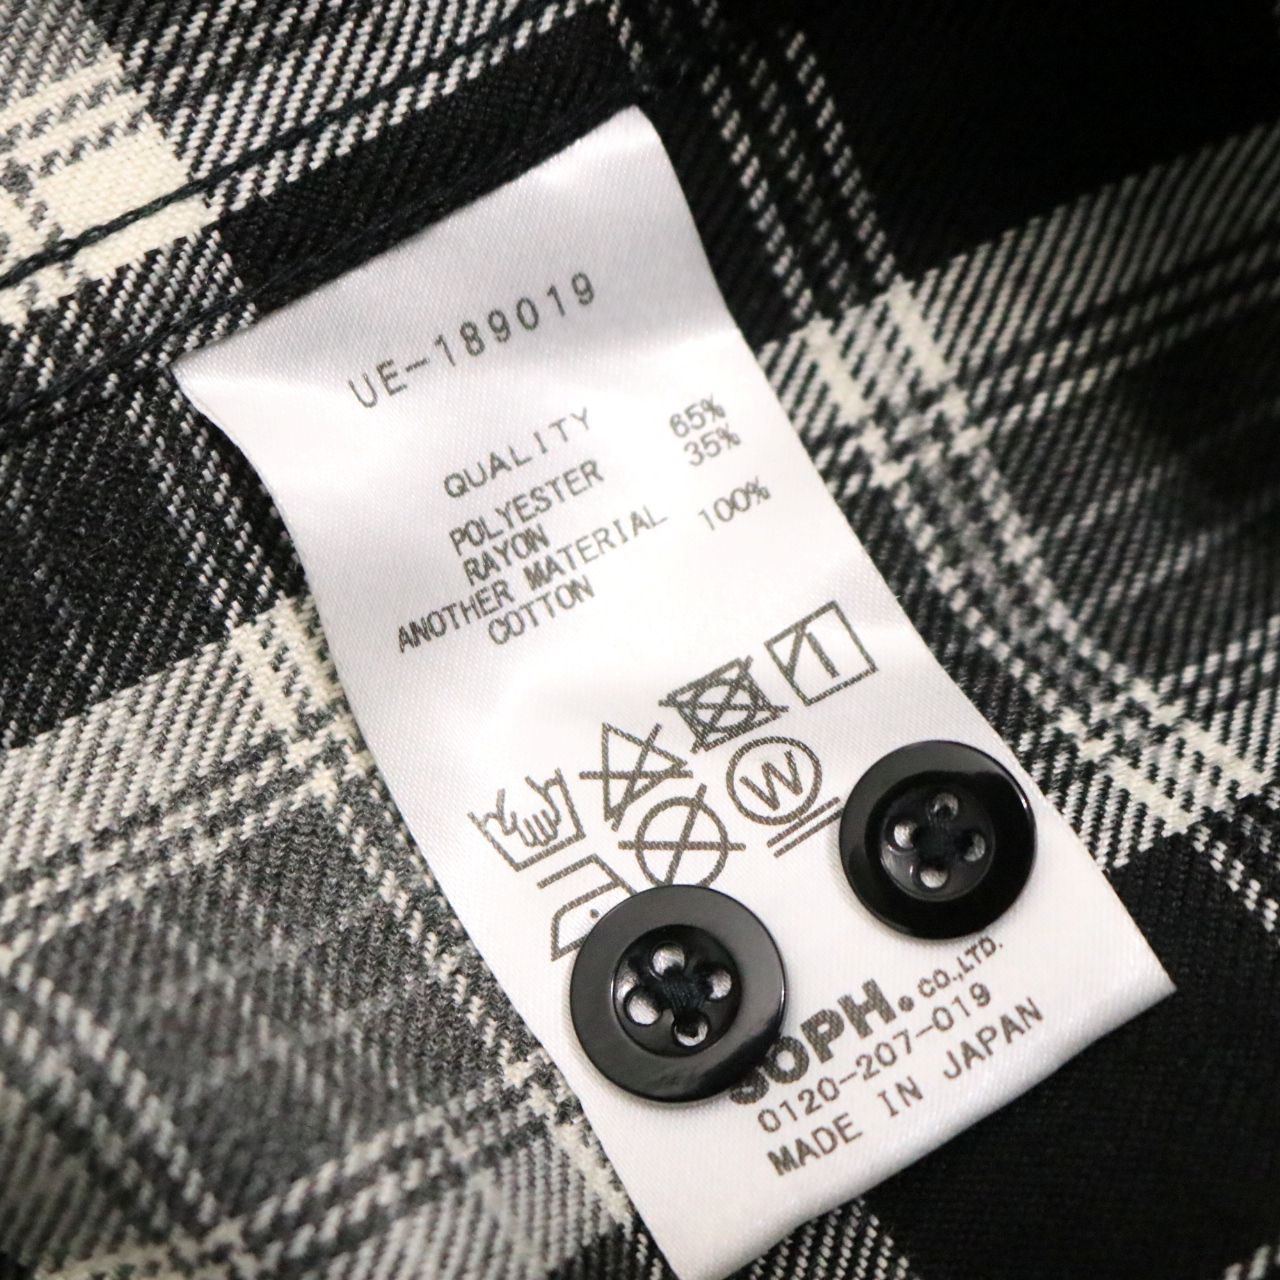 UE-189019
QUALITY
POLYESTER 65%
RAYON 35%
ANOTHER MATERIAL
COTTON 100%
W
SOPH. CO.,LTD.
0120-207-019
MADE IN JAPAN